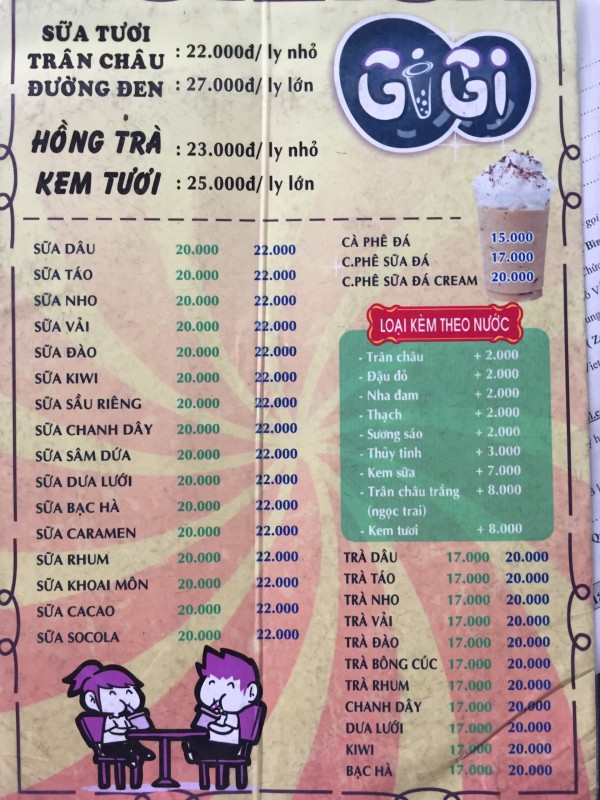 SỮA TƯƠI
TRÂN CHÂU : 22.000đ/ ly nhỏ
ĐƯỜNG ĐEN : 27.000đ/ ly lớn
HỒNG TRÀ : 23.000đ/ ly nhỏ
KEM TƯƠI : 25.000đ/ ly lớn
GiGi
SỮA DÂU 20.000 22.000
SỮA TÁO 20.000 22.000
SỮA NHO 20.000 22.000
SỮA VẢI 20.000 22.000
SỮA ĐÀO 20.000 22.000
SỮA KIWI 20.000 22.000
SỮA SẦU RIÊNG 20.000 22.000
SỮA CHANH DÂY 20.000 22.000
SỮA SÂM DỨA 20.000 22.000
SỮA DƯA LƯỚI 20.000 22.000
SỮA BẠC HÀ 20.000 22.000
SỮA CARAMEN 20.000 22.000
SỮA RHUM 20.000 22.000
SỮA KHOAI MÔN 20.000 22.000
SỮA CACAO 20.000 22.000
SỮA SOCOLA 20.000 22.000
CÀ PHÊ ĐÁ 15.000
C.PHÊ SỮA ĐÁ 17.000
C.PHÊ SỮA ĐÁ CREAM 20.000
LOẠI KÈM THEO NƯỚC
- Trân châu + 2.000
- Đậu đỏ + 2.000
- Nha đam + 2.000
- Thạch + 2.000
- Sương sáo + 2.000
- Thủy tinh + 3.000
- Kem sữa + 7.000
- Trân châu trắng + 8.000
(ngọc trai)
- Kem tươi + 8.000
TRÀ DÂU 17.000 20.000
TRÀ TÁO 17.000 20.000
TRÀ NHO 17.000 20.000
TRÀ VẢI 17.000 20.000
TRÀ ĐÀO 17.000 20.000
TRÀ BÔNG CÚC 17.000 20.000
TRÀ RHUM 17.000 20.000
CHANH DÂY 17.000 20.000
DƯA LƯỚI 17.000 20.000
KIWI 17.000 20.000
BẠC HÀ 17.000 20.000